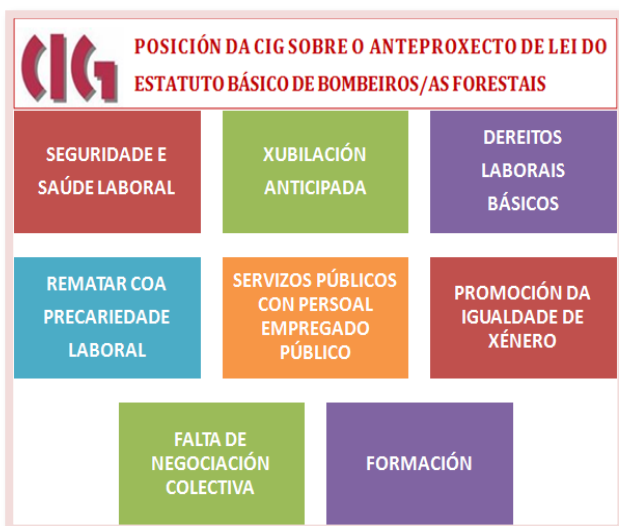 CIG
POSICIÓN DA CIG SOBRE O ANTEPROXECTO DE LEI DO
ESTATUTO BÁSICO DE BOMBEIROS/AS FORESTAIS
SEGURIDADE E
SAÚDE LABORAL
XUBILACIÓN
ANTICIPADA
DEREITOS
LABORAIS
BÁSICOS
REMATAR COA
PRECARIEDADE
LABORAL
SERVIZOS PÚBLICOS
CON PERSOAL
EMPREGADO
PÚBLICO
PROMOCIÓN DA
IGUALDADE DE
XÉNERO
FALTA DE
NEGOCIACIÓN
COLECTIVA
FORMACIÓN